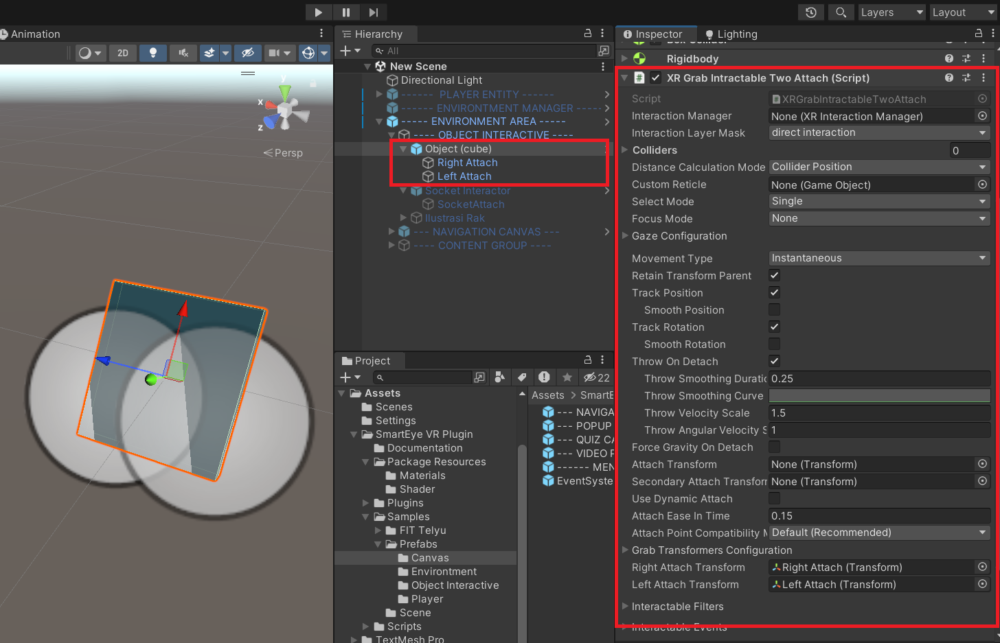 Layers
Layout
Animation
2D
y
x
z
Persp
Hierarchy
All
New Scene
Directional Light
------ PLAYER ENTITY ------
------ ENVIRONTMENT MANAGER -----
----- ENVIRONMENT AREA -----
---- OBJECT INTERACTIVE ----
Object (cube)
Right Attach
Left Attach
Socket Interactor
SocketAttach
Ilustrasi Rak
--- NAVIGATION CANVAS ---
---- CONTENT GROUP ----
Project
22
Assets
Scenes
Settings
SmartEye VR Plugin
Documentation
Package Resources
Materials
Shader
Plugins
Samples
FIT Telyu
Prefabs
Canvas
Environtment
Object Interactive
Player
Scene
Scripts
TextMesh Pro
Assets > SmartE
--- NAVIGA
--- POPUP
--- QUIZ CA
--- VIDEO P
------ MEN
EventSyste
Inspector
Lighting
Box Collider
Rigidbody
# XR Grab Intractable Two Attach (Script)
Script # XRGrabIntractableTwoAttach
Interaction Manager None (XR Interaction Manager)
Interaction Layer Mask direct interaction
Colliders 0
Distance Calculation Mode Collider Position
Custom Reticle None (Game Object)
Select Mode Single
Focus Mode None
Gaze Configuration
Movement Type Instantaneous
Retain Transform Parent
Track Position
Smooth Position
Track Rotation
Smooth Rotation
Throw On Detach
Throw Smoothing Duratic 0.25
Throw Smoothing Curve
Throw Velocity Scale 1.5
Throw Angular Velocity S 1
Force Gravity On Detach
Attach Transform None (Transform)
Secondary Attach Transforr None (Transform)
Use Dynamic Attach
Attach Ease In Time 0.15
Attach Point Compatibility M Default (Recommended)
Grab Transformers Configuration
Right Attach Transform Right Attach (Transform)
Left Attach Transform Left Attach (Transform)
Interactable Filters
Interactable Events